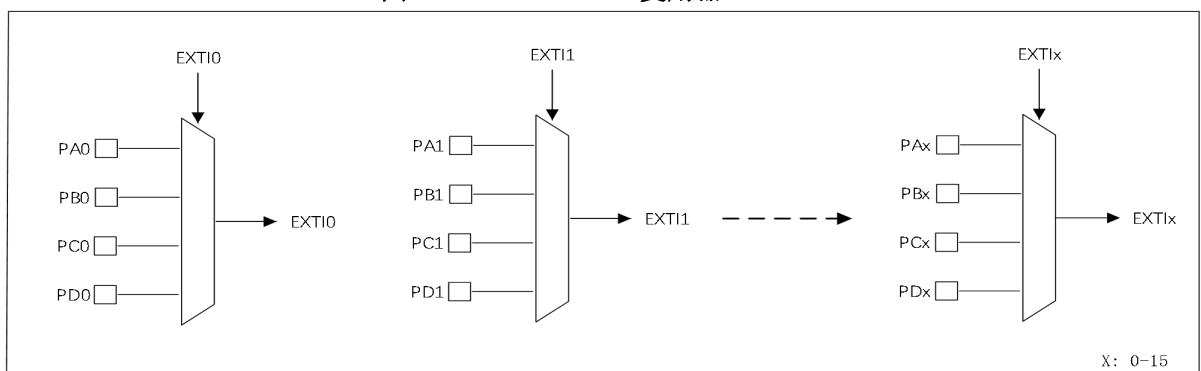 EXTI0 EXTI1 EXTIx
PA0 PA1 PAx
PB0 PB1 PBx
EXTI0 EXTI1 EXTIx
PC0 PC1 PCx
PD0 PD1 PDx
X: 0-15